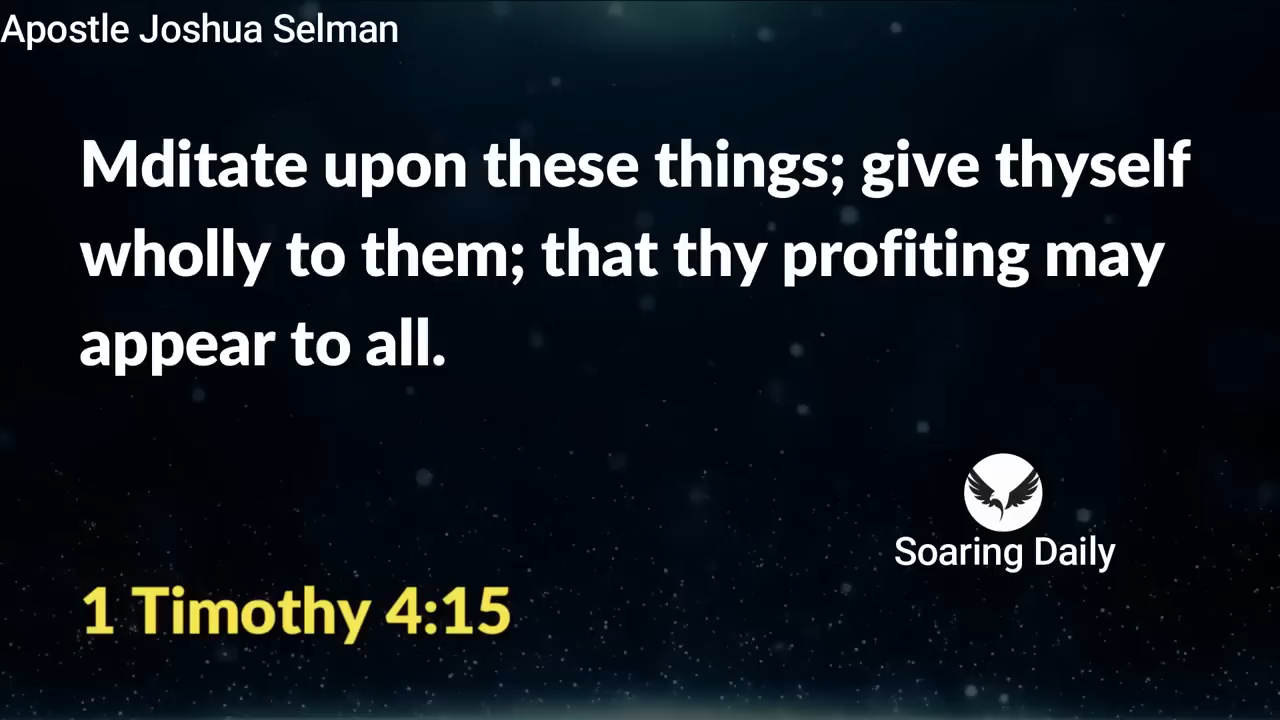 Apostle Joshua Selman
Mditate upon these things; give thyself
wholly to them; that thy profiting may
appear to all.
Soaring Daily
1 Timothy 4:15